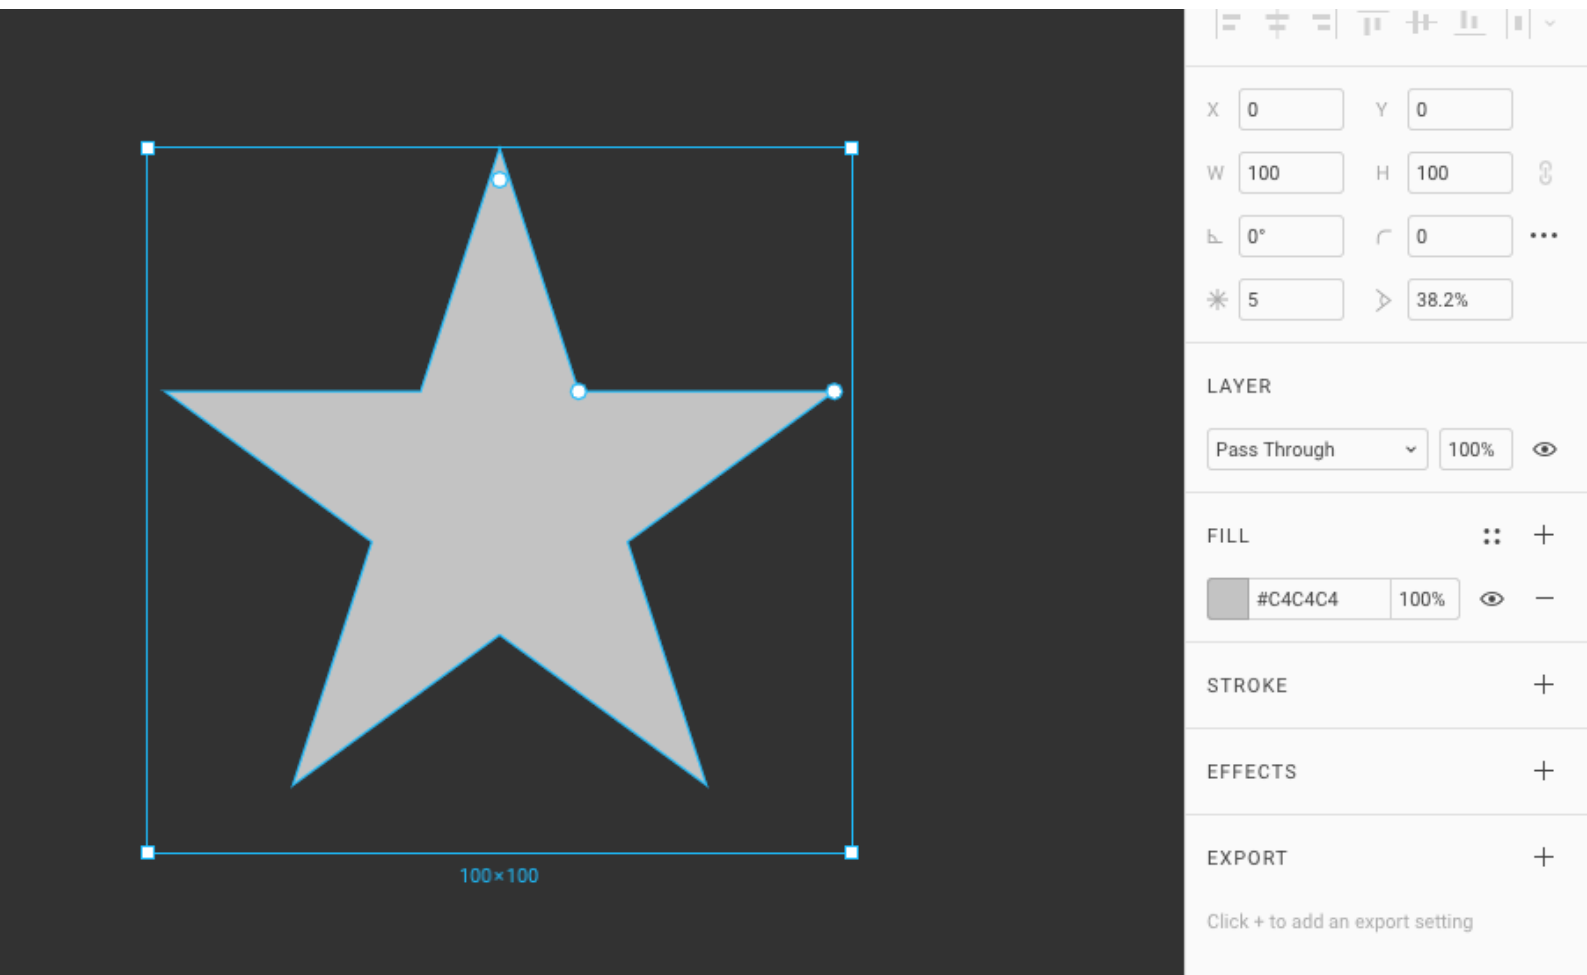 X 0 Y 0
W 100 H 100
0° 0
5 38.2%
LAYER
Pass Through 100%
FILL
#C4C4C4 100%
STROKE
EFFECTS
EXPORT
Click + to add an export setting
100×100